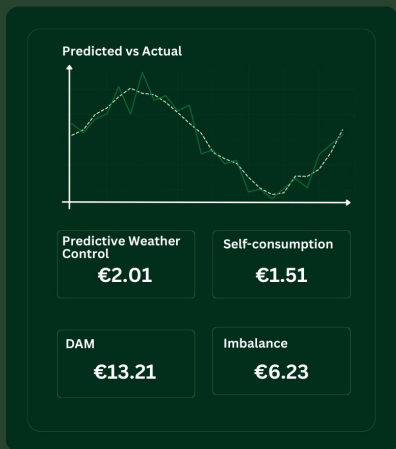 Predicted vs Actual
Predictive Weather
Control
€2.01
Self-consumption
€1.51
DAM
€13.21
Imbalance
€6.23